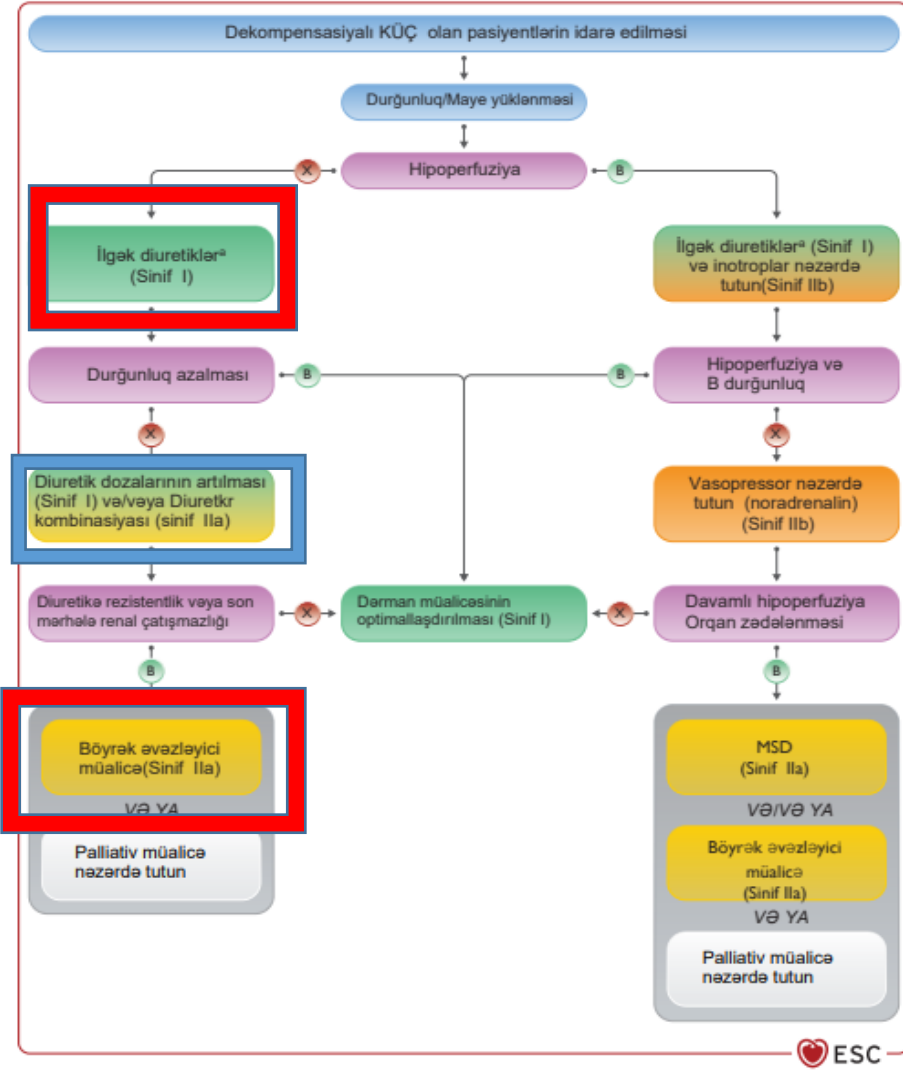 Dekompensasiyalı KÜÇ olan pasiyentlərin idarə edilməsi
Durğunluq/Maye yüklənməsi
X
Hipoperfuziya
B
İlgək diuretiklərᵃ
(Sinif I)
İlgək diuretiklərᵃ (Sinif I)
və inotroplar nəzərdə
tutun(Sinif IIb)
Durğunluq azalması
B
B
Hipoperfuziya və
B durğunluq
X
X
Diuretik dozalarının artılması
(Sinif I) və/vəya Diuretkr
kombinasiyası (sinif IIa)
Vasopressor nəzərdə
tutun (noradrenalin)
(Sinif IIb)
Diuretikə rezistentlik vəya son
mərhələ renal çatışmazlığı
X
Dərman müalicəsinin
optimallaşdırılması (Sinif I)
X
Davamlı hipoperfuziya
Orqan zədələnməsi
B
B
Böyrək əvəzləyici
müalicə(Sinif IIa)
VƏ YA
Palliativ müalicə
nəzərdə tutun
MSD
(Sinif IIa)
VƏ/VƏ YA
Böyrək əvəzləyici
müalicə
(Sinif IIa)
VƏ YA
Palliativ müalicə
nəzərdə tutun
ESC